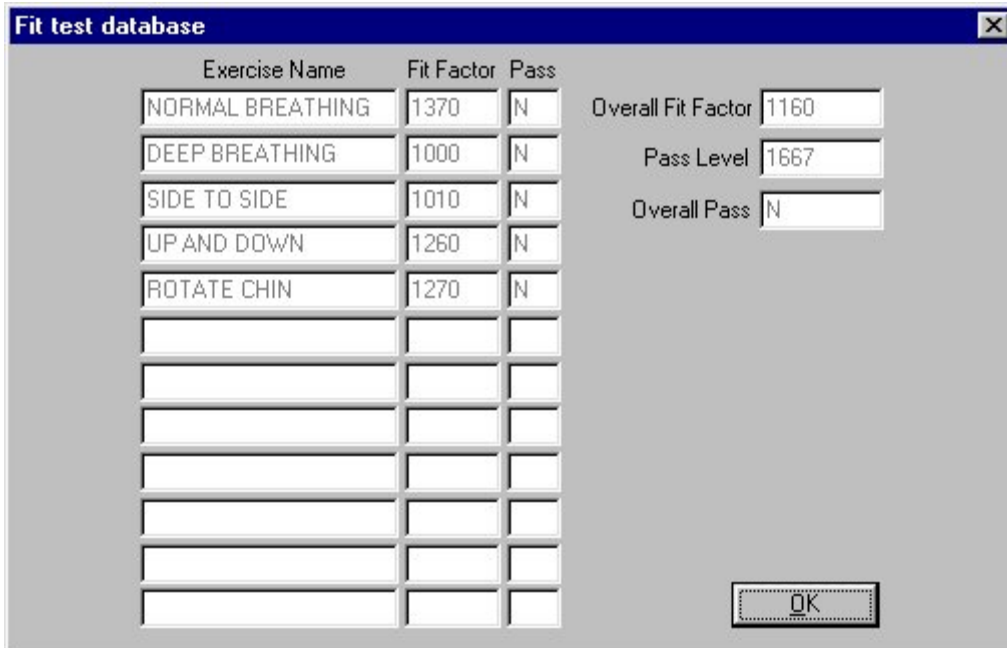 Fit test database
Exercise Name Fit Factor Pass
NORMAL BREATHING 1370 N Overall Fit Factor 1160
DEEP BREATHING 1000 N Pass Level 1667
SIDE TO SIDE 1010 N Overall Pass N
UP AND DOWN 1260 N
ROTATE CHIN 1270 N
OK